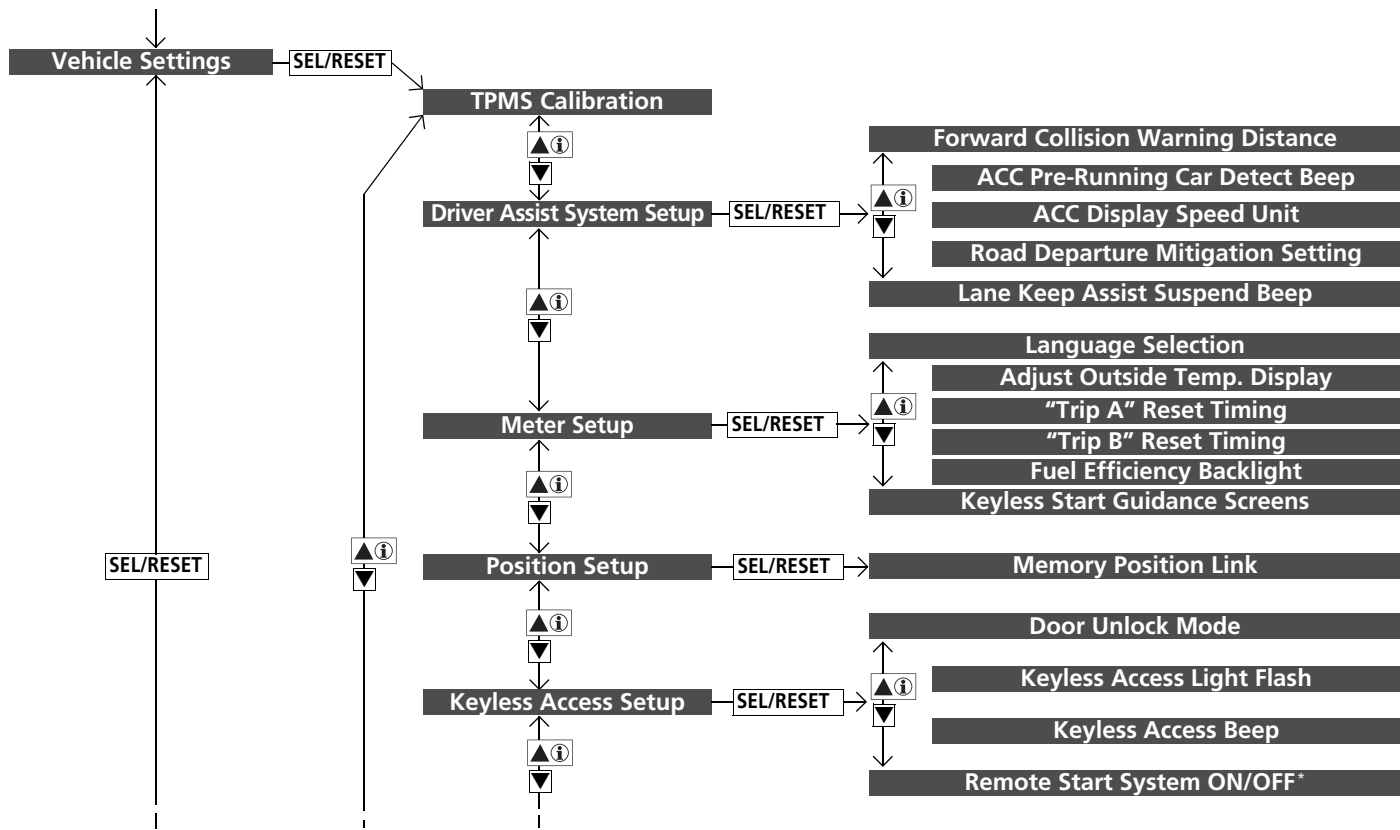 Vehicle Settings
SEL/RESET
TPMS Calibration
▲ⓘ
▼
Driver Assist System Setup
SEL/RESET
Forward Collision Warning Distance
▲ⓘ
▼
ACC Pre-Running Car Detect Beep
ACC Display Speed Unit
Road Departure Mitigation Setting
Lane Keep Assist Suspend Beep
▲ⓘ
▼
Meter Setup
SEL/RESET
Language Selection
▲ⓘ
▼
Adjust Outside Temp. Display
“Trip A” Reset Timing
“Trip B” Reset Timing
Fuel Efficiency Backlight
Keyless Start Guidance Screens
▲ⓘ
▼
SEL/RESET
▲ⓘ
▼
Position Setup
SEL/RESET
Memory Position Link
▲ⓘ
▼
Keyless Access Setup
SEL/RESET
Door Unlock Mode
▲ⓘ
▼
Keyless Access Light Flash
Keyless Access Beep
Remote Start System ON/OFF*
▲ⓘ
▼